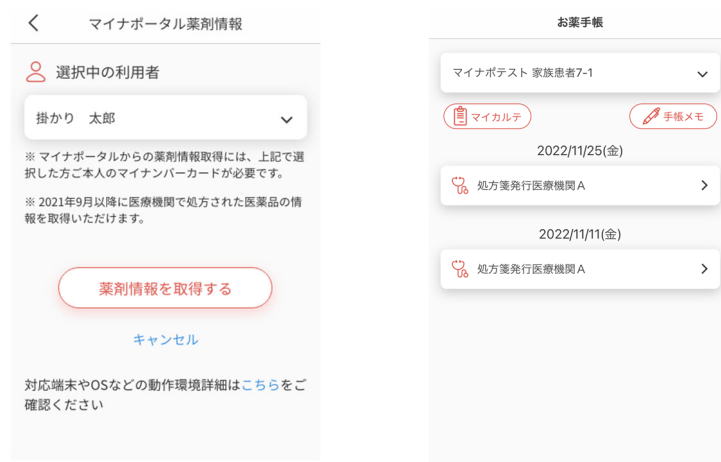 マイナポータル薬剤情報
選択中の利用者
掛かり　太郎
※ マイナポータルからの薬剤情報取得には、上記で選
択した方ご本人のマイナンバーカードが必要です。
※ 2021年9月以降に医療機関で処方された医薬品の情
報を取得いただけます。
薬剤情報を取得する
キャンセル
対応端末やOSなどの動作環境詳細はこちらをご
確認ください
お薬手帳
マイナポテスト 家族患者7-1
マイカルテ
手帳メモ
2022/11/25(金)
処方箋発行医療機関A
2022/11/11(金)
処方箋発行医療機関A